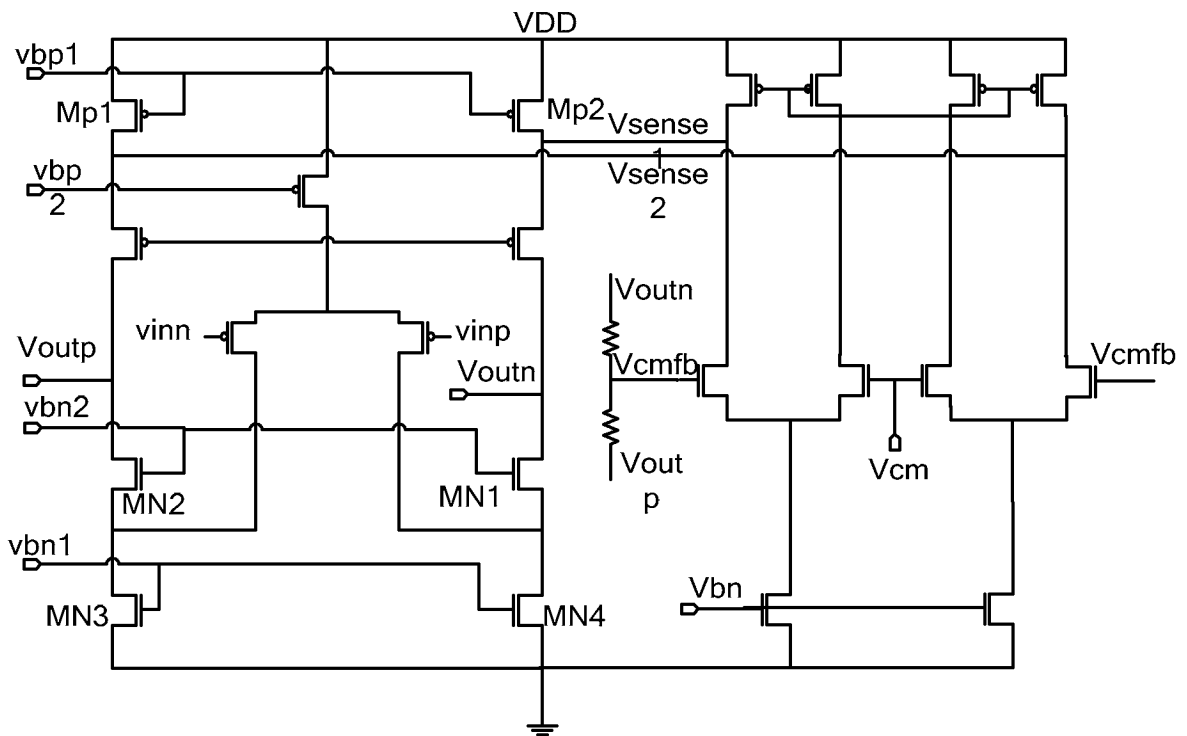 VDD
vbp1
Mp1
Mp2
Vsense
1
vbp
2
Vsense
2
vinn
vinp
Voutn
Voutp
Vcmfb
Vcmfb
Voutn
vbn2
Vout
p
Vcm
MN2
MN1
vbn1
Vbn
MN3
MN4